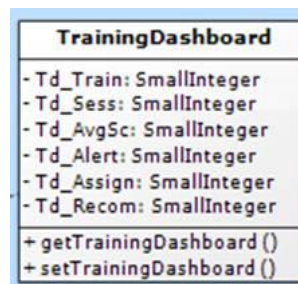 TrainingDashboard
- Td_Train: SmallInteger
- Td_Sess: SmallInteger
- Td_AvgSc: SmallInteger
- Td_Alert: SmallInteger
- Td_Assign: SmallInteger
- Td_Recom: SmallInteger
+ getTrainingDashboard ()
+ setTrainingDashboard ()